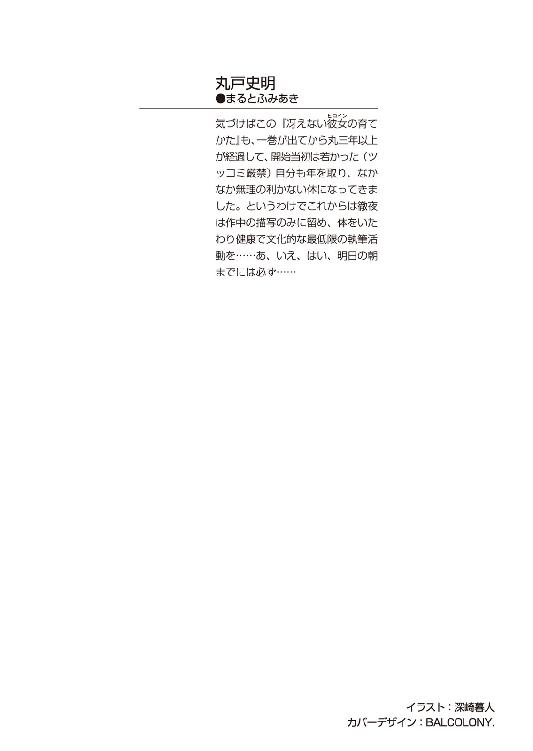 丸戸史明
●まるとふみあき
ヒロイン
気づけばこの『冴えない彼女の育て
かた』も、一巻が出てから丸三年以上
が経過して、開始当初は若かった（ツ
ッコミ厳禁）自分も年を取り、なか
なか無理の利かない体になってきま
した。というわけでこれからは徹夜
は作中の描写のみに留め、体をいた
わり健康で文化的な最低限の執筆活
動を……あ、いえ、はい、明日の朝
までには必ず……
イラスト：深崎暮人
カバーデザイン：BALCOLONY.